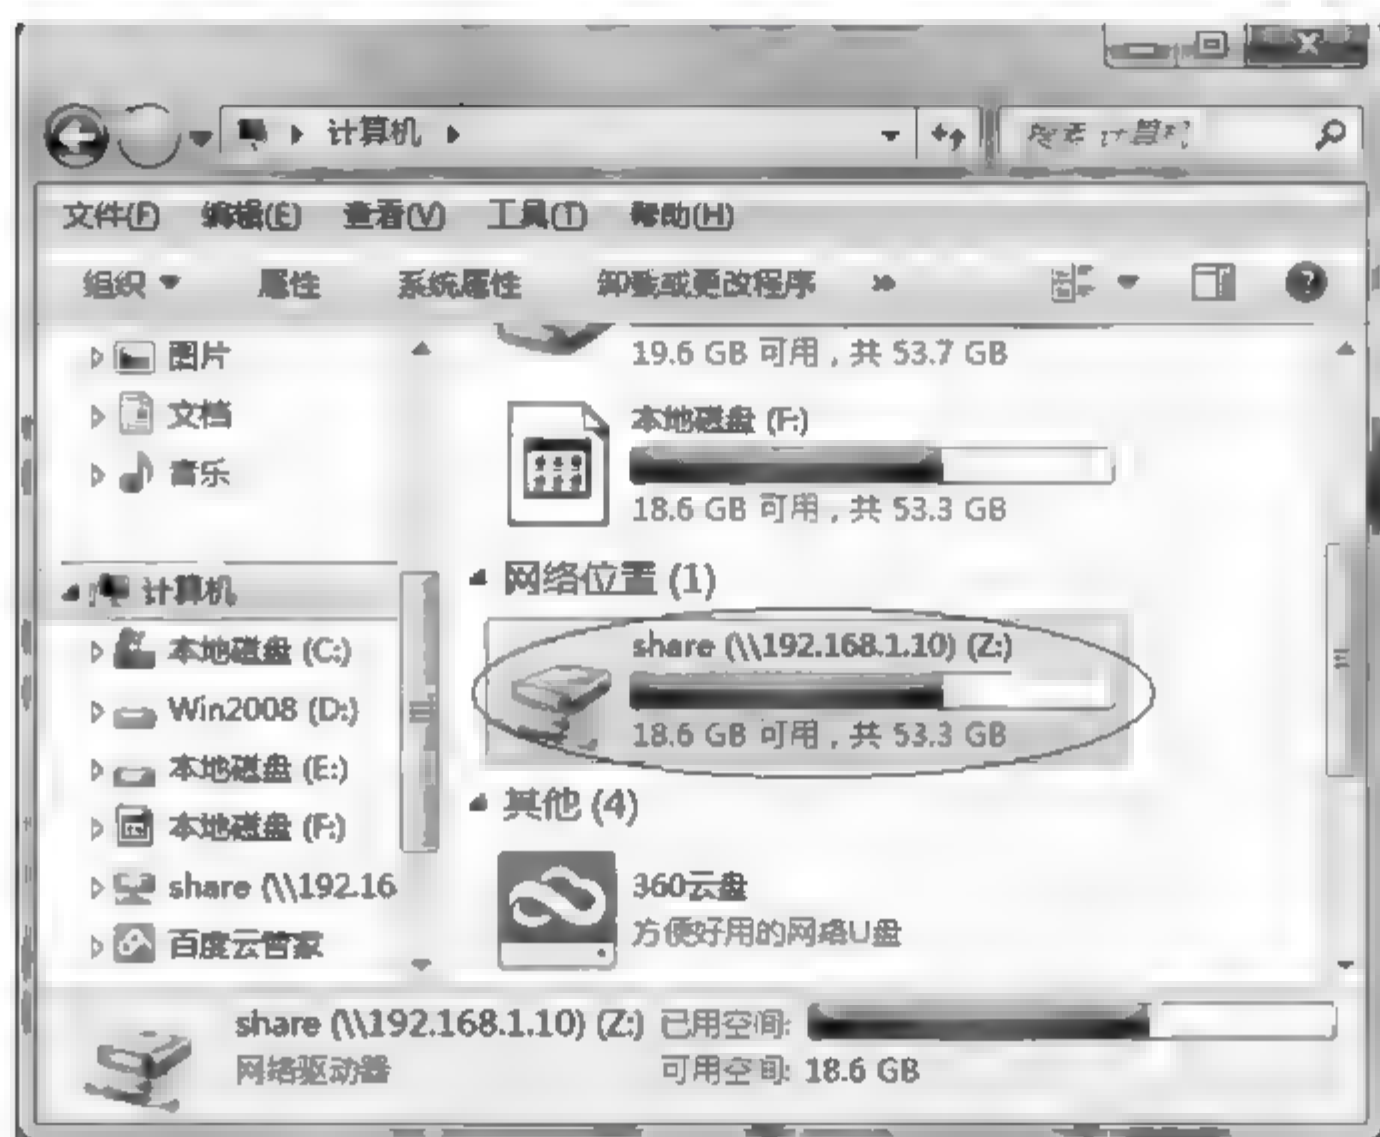 计算机
搜索 计算机
文件(F) 编辑(E) 查看(V) 工具(T) 帮助(H)
组织 属性 系统属性 卸载或更改程序 »
图片
文档
音乐
计算机
本地磁盘 (C:)
Win2008 (D:)
本地磁盘 (E:)
本地磁盘 (F:)
share (\\192.16
百度云管家
19.6 GB 可用，共 53.7 GB
本地磁盘 (F:)
18.6 GB 可用，共 53.3 GB
网络位置 (1)
share (\\192.168.1.10) (Z:)
18.6 GB 可用，共 53.3 GB
其他 (4)
360云盘
方便好用的网络U盘
share (\\192.168.1.10) (Z:) 已用空间:
网络驱动器 可用空间: 18.6 GB